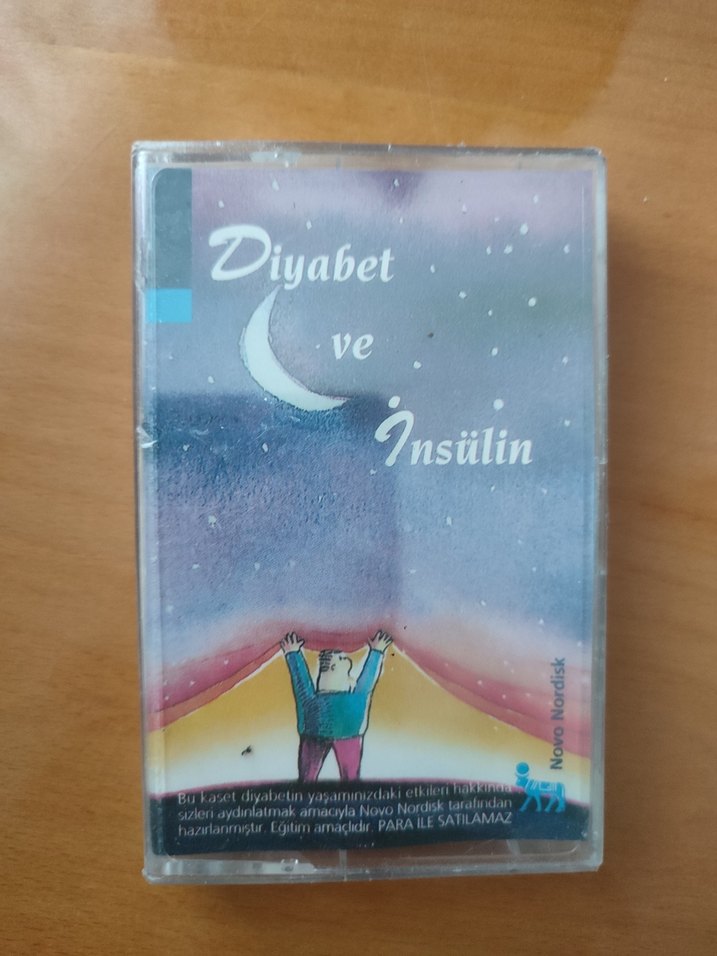 Diyabet
ve
İnsülin
Novo Nordisk
Bu kaset diyabetin yaşamınızdaki etkileri hakkında
sizleri aydınlatmak amacıyla Novo Nordisk tarafından
hazırlanmıştır. Eğitim amaçlıdır. PARA İLE SATILAMAZ